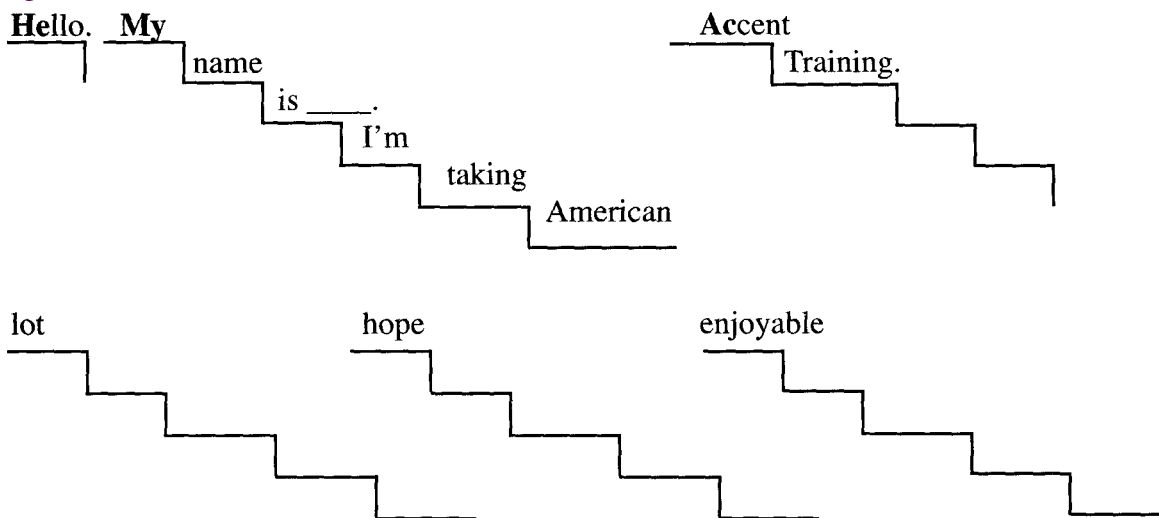 Hello. My
name
is ____.
I'm
taking
American
Accent
Training.
lot
hope
enjoyable